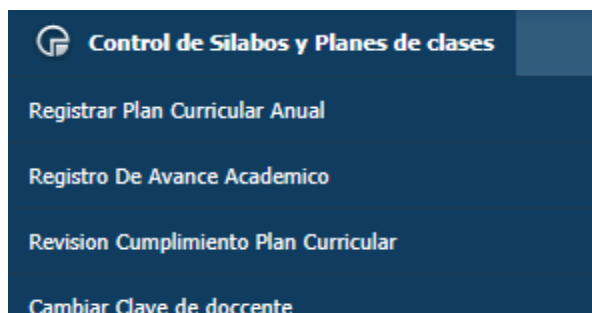 Control de Silabos y Planes de clases
Registrar Plan Curricular Anual
Registro De Avance Academico
Revision Cumplimiento Plan Curricular
Cambiar Clave de doccente